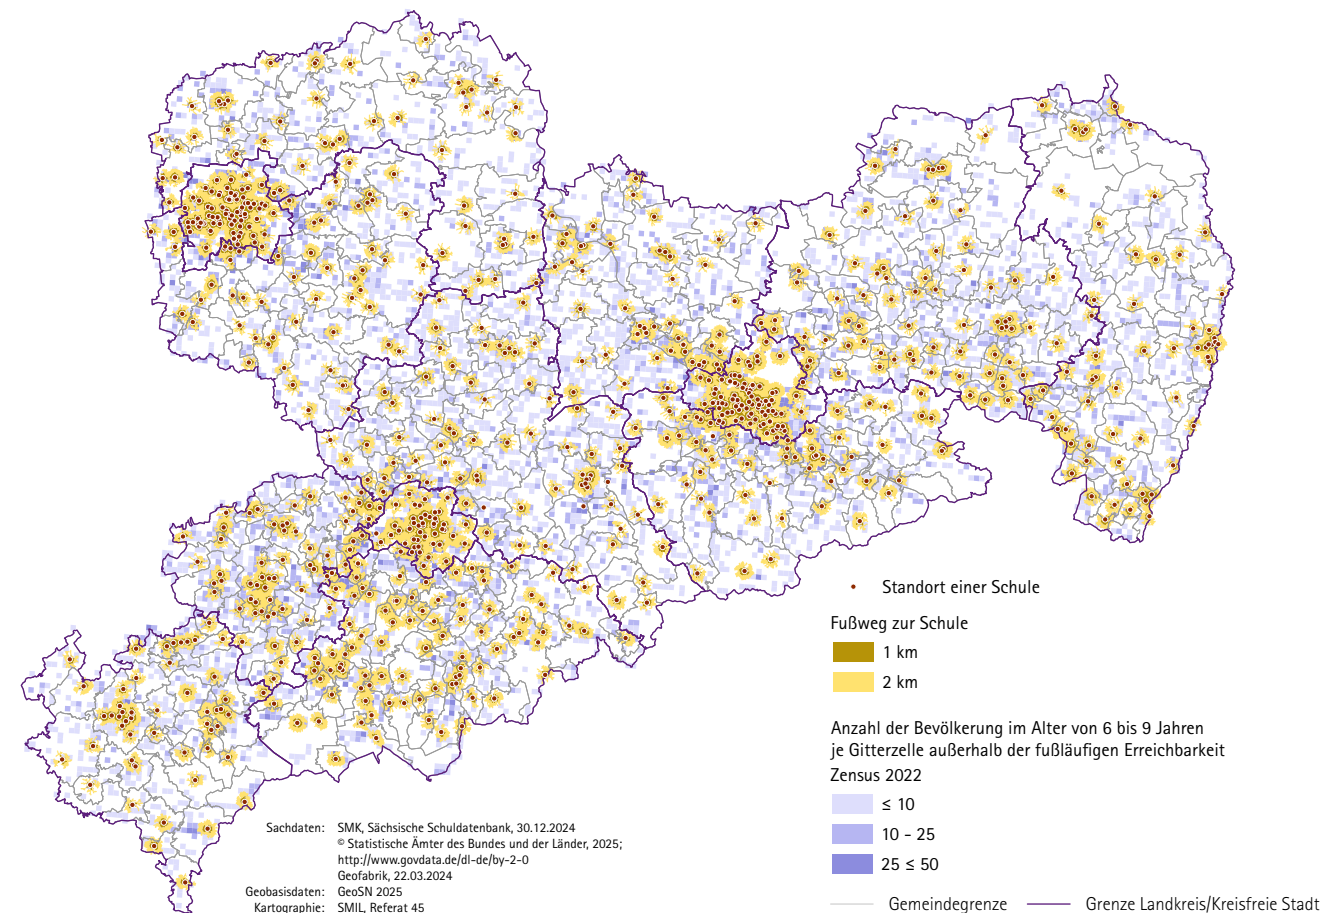 Standort einer Schule
Fußweg zur Schule
1 km
2 km
Anzahl der Bevölkerung im Alter von 6 bis 9 Jahren
je Gitterzelle außerhalb der fußläufigen Erreichbarkeit
Zensus 2022
≤ 10
10 - 25
25 ≤ 50
Gemeindegrenze Grenze Landkreis/Kreisfreie Stadt
Sachdaten: SMK, Sächsische Schuldatenbank, 30.12.2024
© Statistische Ämter des Bundes und der Länder, 2025;
http://www.govdata.de/dl-de/by-2-0
Geofabrik, 22.03.2024
Geobasisdaten: GeoSN 2025
Kartographie: SMIL, Referat 45